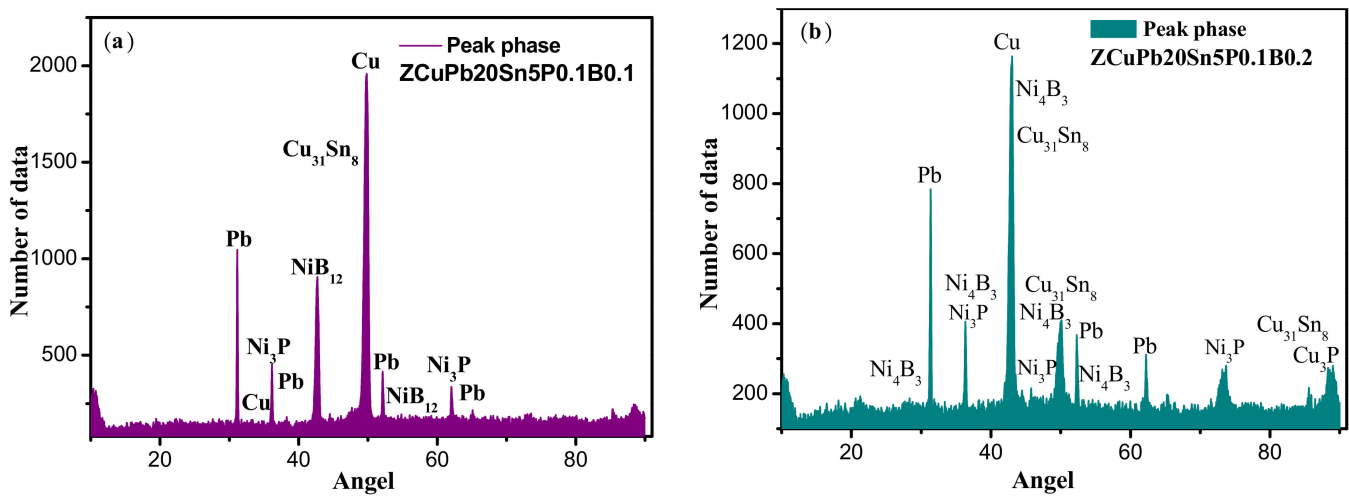 (a)
Peak phase
ZCuPb20Sn5P0.1B0.1
Cu
Cu₃₁Sn₈
Pb
NiB₁₂
Ni₃P
Pb
Cu
Pb
NiB₁₂
Ni₃P
Pb
2000
1500
1000
500
20
40
60
80
Number of data
Angel
(b)
Peak phase
ZCuPb20Sn5P0.1B0.2
Cu
Ni₄B₃
Cu₃₁Sn₈
Pb
Ni₄B₃
Ni₃P
Cu₃₁Sn₈
Ni₄B₃
Pb
Pb
Ni₄B₃
Ni₃P
Ni₄B₃
Ni₃P
Cu₃₁Sn₈
Cu₃P
1200
1000
800
600
400
200
20
40
60
80
Number of data
Angel